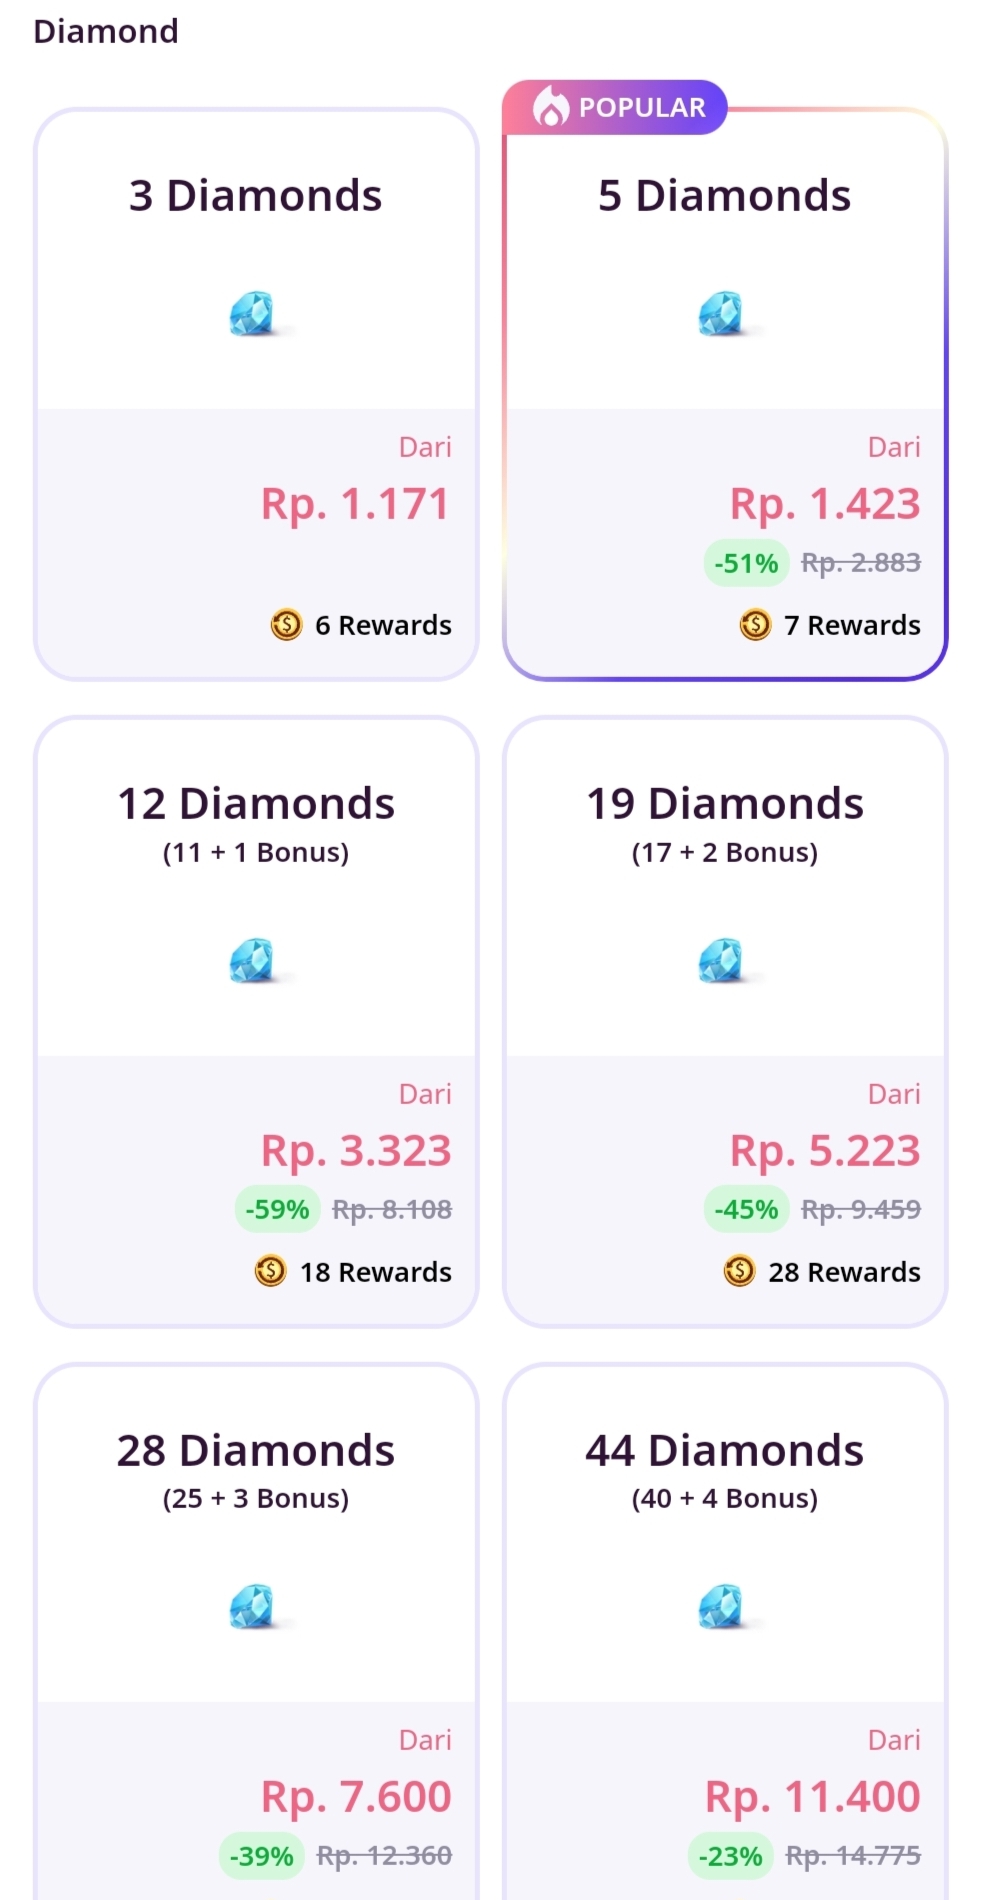 Diamond
POPULAR
3 Diamonds
Dari
Rp. 1.171
6 Rewards
5 Diamonds
Dari
Rp. 1.423
-51% Rp. 2.883
7 Rewards
12 Diamonds
(11 + 1 Bonus)
Dari
Rp. 3.323
-59% Rp. 8.108
18 Rewards
19 Diamonds
(17 + 2 Bonus)
Dari
Rp. 5.223
-45% Rp. 9.459
28 Rewards
28 Diamonds
(25 + 3 Bonus)
Dari
Rp. 7.600
-39% Rp. 12.360
44 Diamonds
(40 + 4 Bonus)
Dari
Rp. 11.400
-23% Rp. 14.775